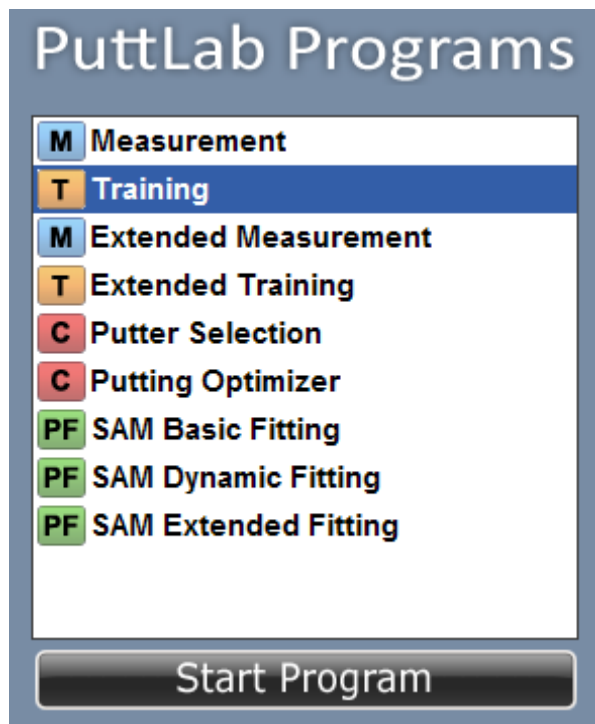 PuttLab Programs
M Measurement
T Training
M Extended Measurement
T Extended Training
C Putter Selection
C Putting Optimizer
PF SAM Basic Fitting
PF SAM Dynamic Fitting
PF SAM Extended Fitting
Start Program